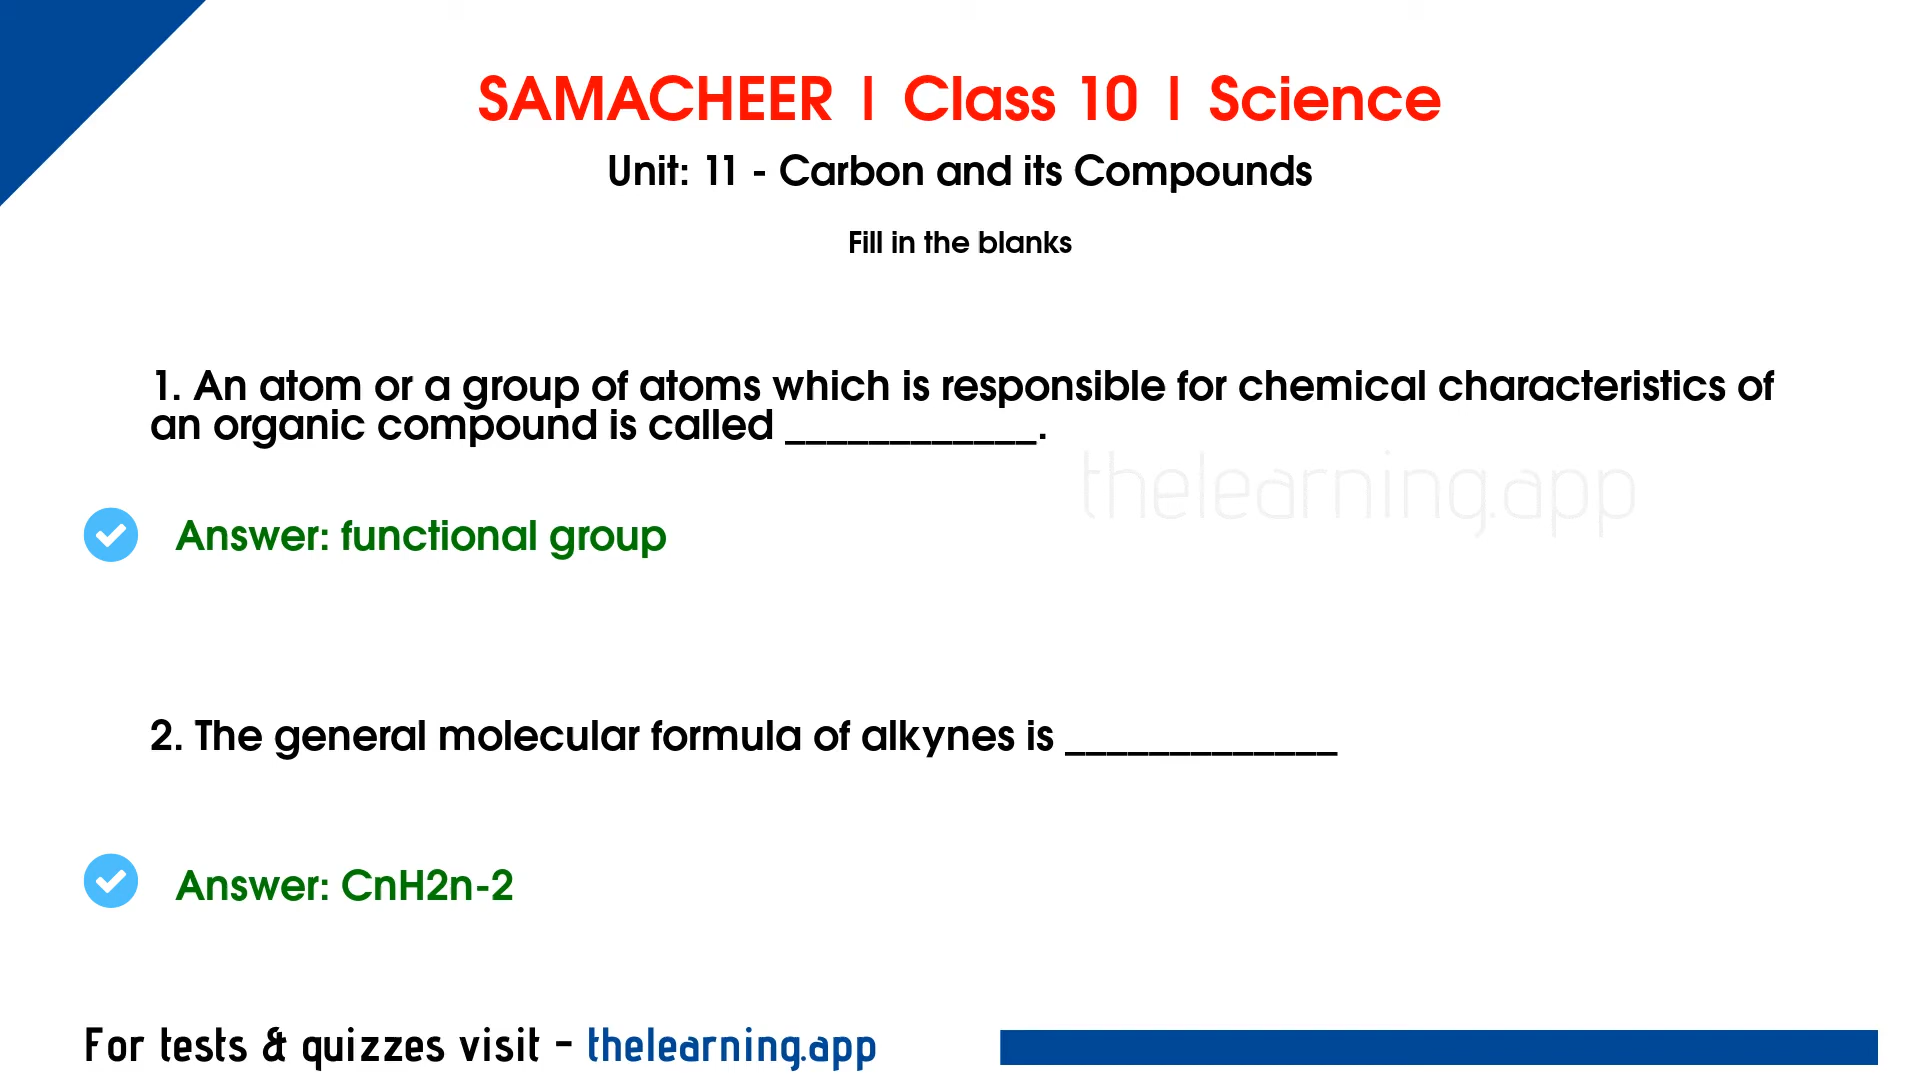 SAMACHEER | Class 10 | Science
Unit: 11 - Carbon and its Compounds
Fill in the blanks
1. An atom or a group of atoms which is responsible for chemical characteristics of
an organic compound is called ____________.
thelearning.app
Answer: functional group
2. The general molecular formula of alkynes is _____________
Answer: CnH2n-2
For tests & quizzes visit - thelearning.app